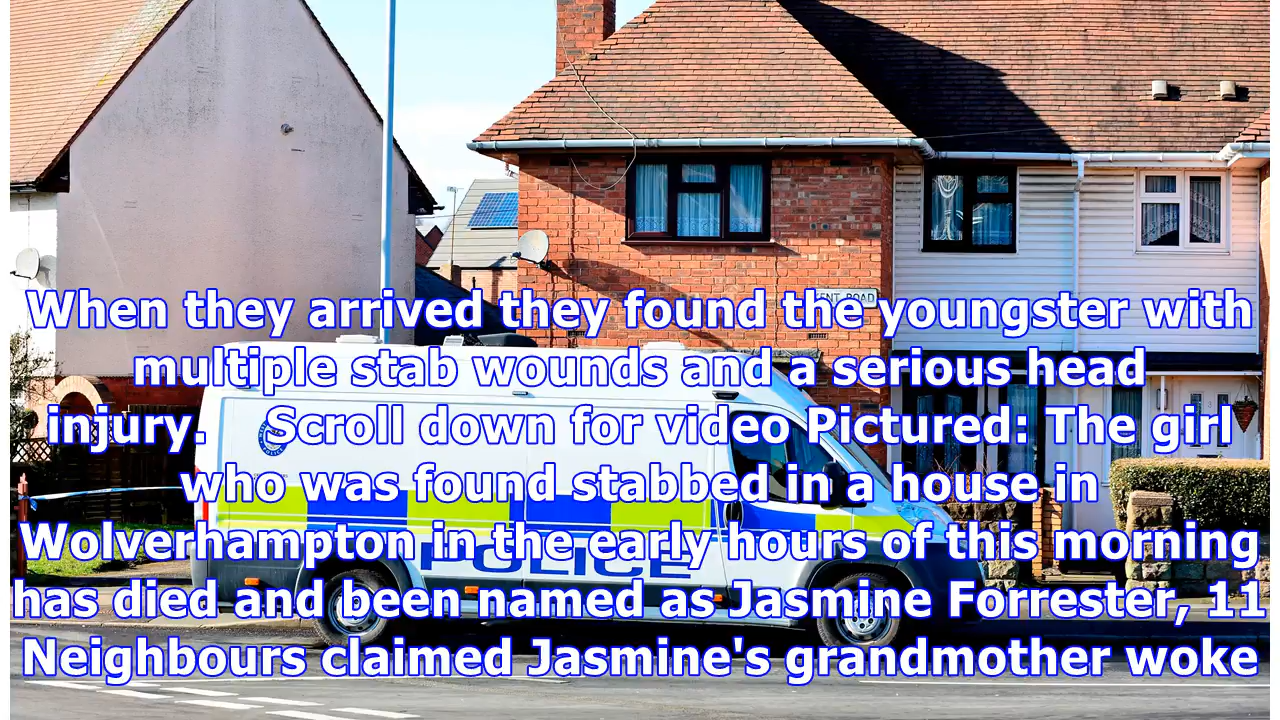 When they arrived they found the youngster with
multiple stab wounds and a serious head
injury. Scroll down for video Pictured: The girl
who was found stabbed in a house in
Wolverhampton in the early hours of this morning
has died and been named as Jasmine Forrester, 11
Neighbours claimed Jasmine's grandmother woke
ROAD
POLICE